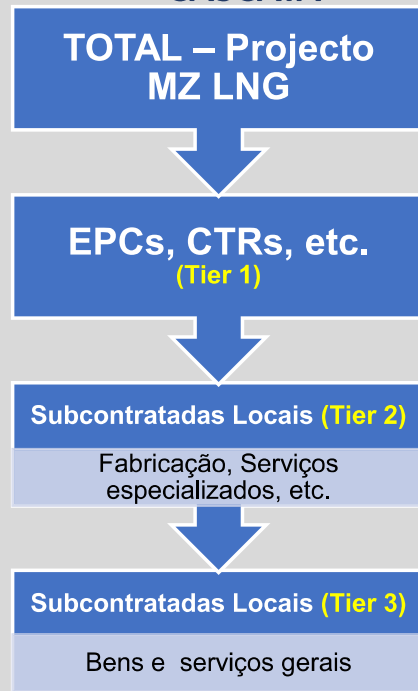 TOTAL – Projecto
MZ LNG
EPCs, CTRs, etc.
(Tier 1)
Subcontratadas Locais (Tier 2)
Fabricação, Serviços
especializados, etc.
Subcontratadas Locais (Tier 3)
Bens e serviços gerais